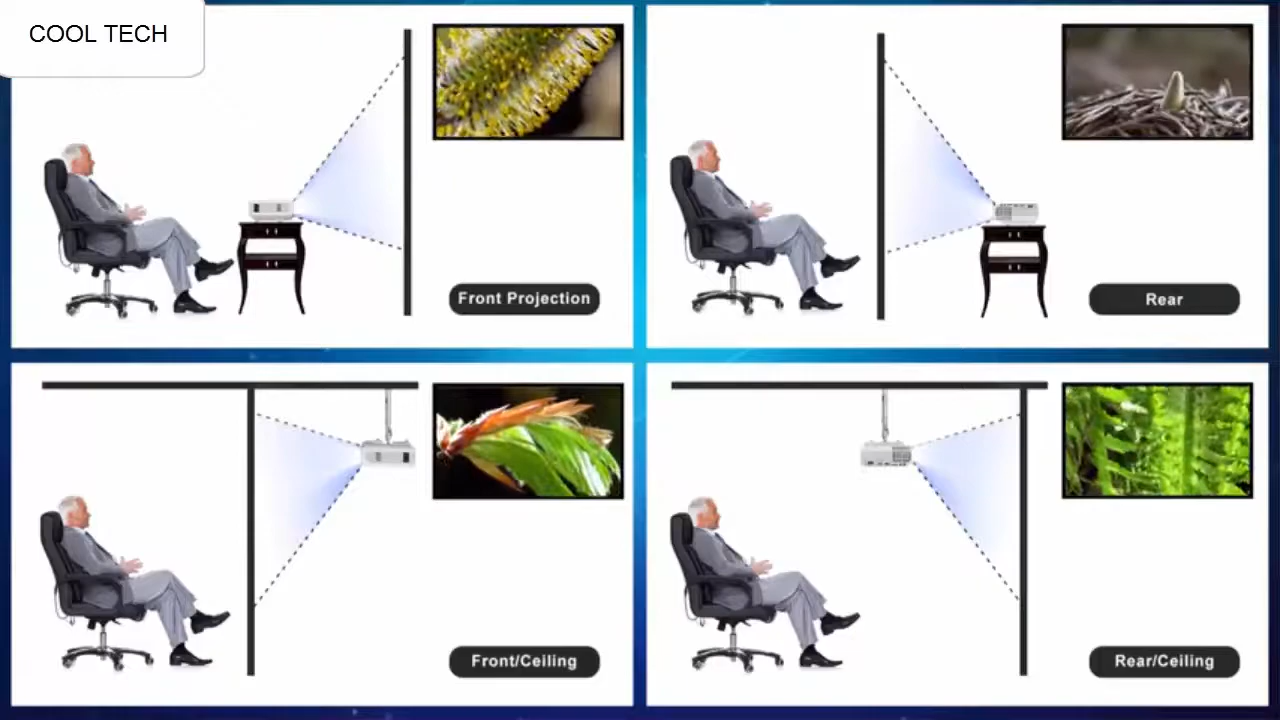 COOL TECH
Front Projection
Rear
Front/Ceiling
Rear/Ceiling